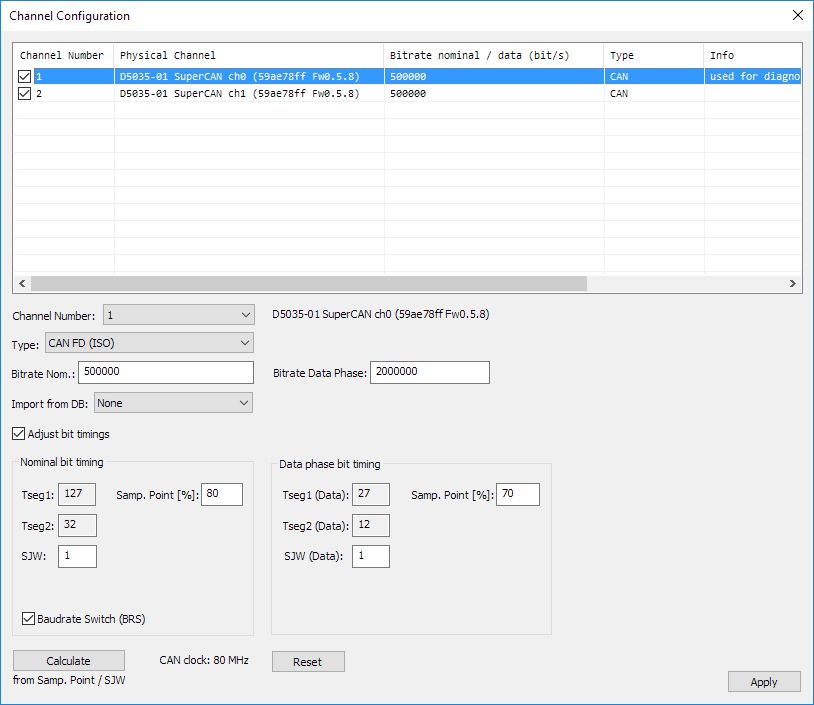 Channel Configuration
Channel Number Physical Channel Bitrate nominal / data (bit/s) Type Info
1 D5035-01 SuperCAN ch0 (59ae78ff Fw0.5.8) 500000 CAN used for diagno
2 D5035-01 SuperCAN ch1 (59ae78ff Fw0.5.8) 500000 CAN
Channel Number: 1 D5035-01 SuperCAN ch0 (59ae78ff Fw0.5.8)
Type: CAN FD (ISO)
Bitrate Nom.: 500000 Bitrate Data Phase: 2000000
Import from DB: None
Adjust bit timings
Nominal bit timing Data phase bit timing
Tseg1: 127 Samp. Point [%]: 80 Tseg1 (Data): 27 Samp. Point [%]: 70
Tseg2: 32 Tseg2 (Data): 12
SJW: 1 SJW (Data): 1
Baudrate Switch (BRS)
Calculate CAN clock: 80 MHz Reset
from Samp. Point / SJW
Apply